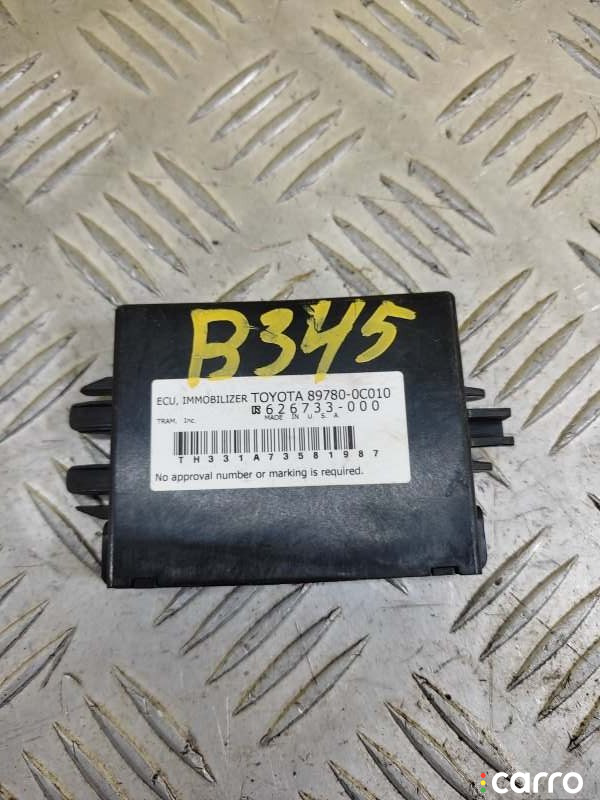 B345
ECU, IMMOBILIZER TOYOTA 89780-0C010
626733-000
TRAM, Inc. MADE IN U.S.A.
TH331A73581987
No approval number or marking is required.
carro